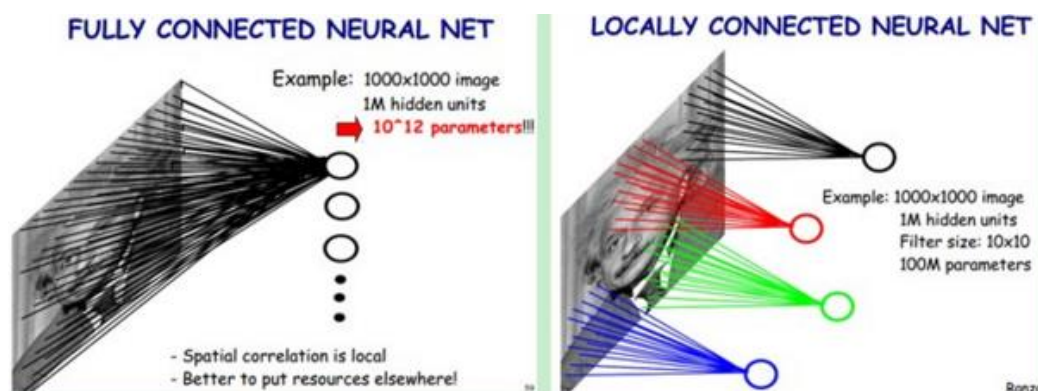 FULLY CONNECTED NEURAL NET
Example: 1000x1000 image
1M hidden units
10^12 parameters!!!
- Spatial correlation is local
- Better to put resources elsewhere!
59
LOCALLY CONNECTED NEURAL NET
Example: 1000x1000 image
1M hidden units
Filter size: 10x10
100M parameters